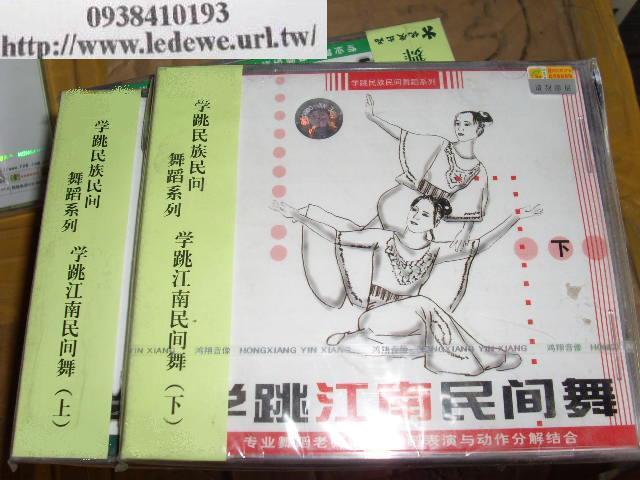 0938410193
http://www.ledewe.url.tw/
学跳民族民间
舞蹈系列
学跳江南民间舞(上)
学跳民族民间
舞蹈系列
学跳江南民间舞(下)
学跳民族民间舞蹈系列
下
鸿翔音像 HONGXIANG YIN XIANG
鸿翔音像
学跳江南民间舞
专业舞蹈老
表演与动作分解结合